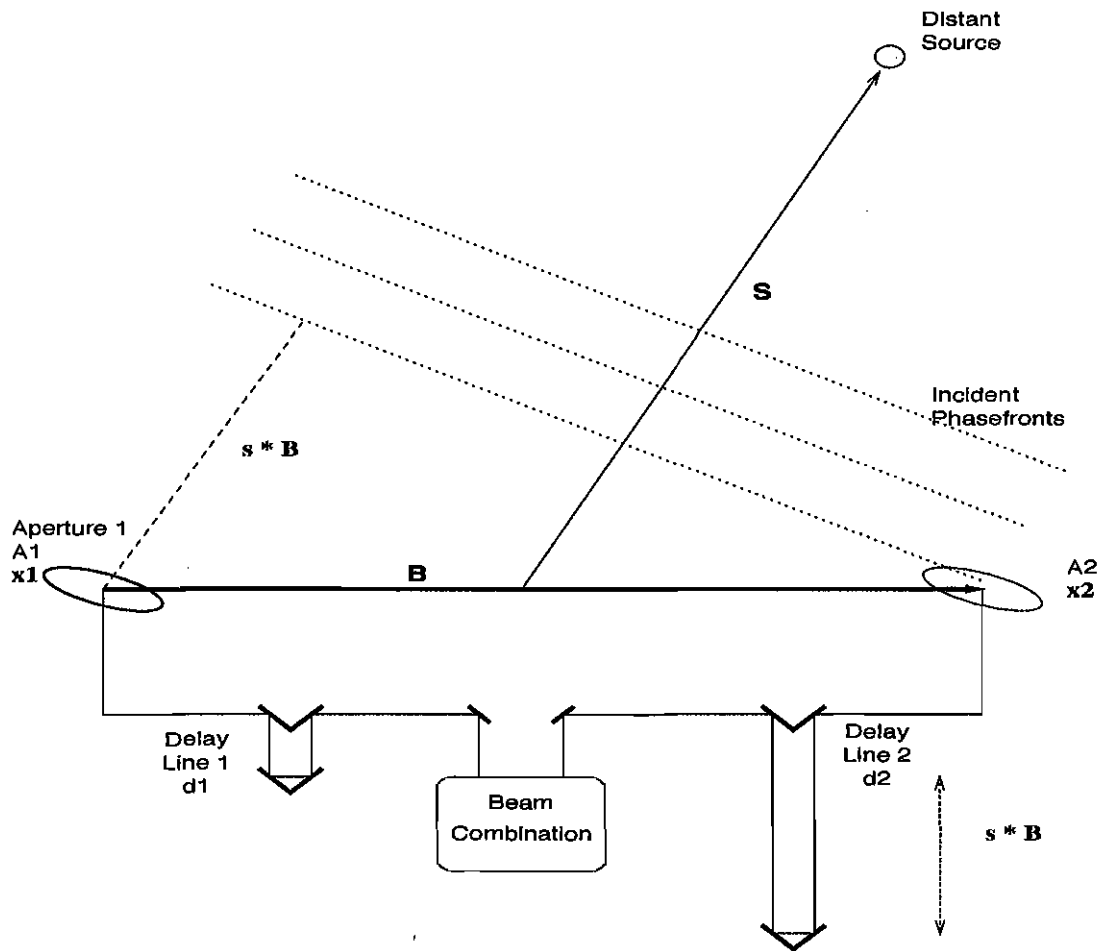 Distant
Source
S
Incident
Phasefronts
s * B
Aperture 1
A1
x1
B
A2
x2
Delay
Line 1
d1
Delay
Line 2
d2
Beam
Combination
s * B